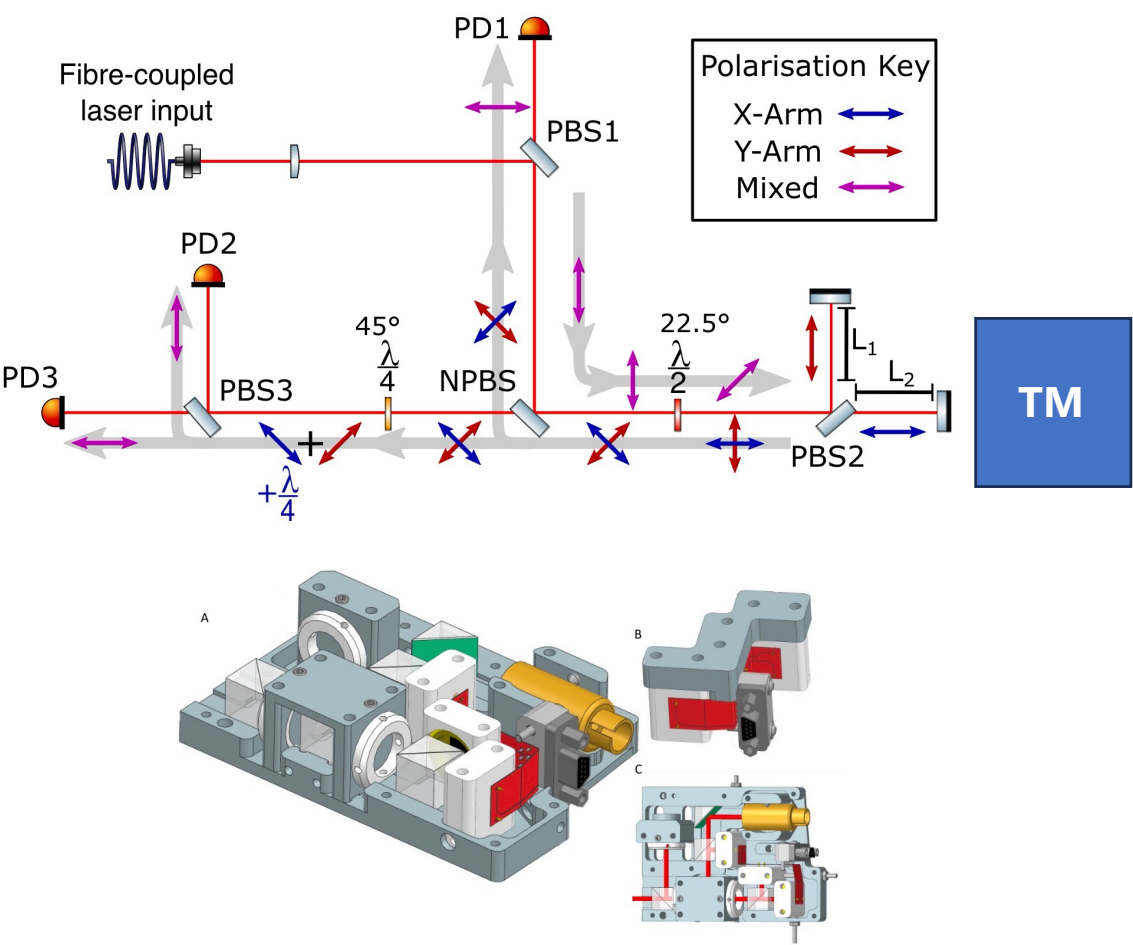 PD1
Fibre-coupled
laser input
PBS1
Polarisation Key
X-Arm
Y-Arm
Mixed
PD2
45°
λ
4
NPBS
22.5°
λ
2
L1
L2
PD3
PBS3
PBS2
TM
+
+λ
4
A
B
C